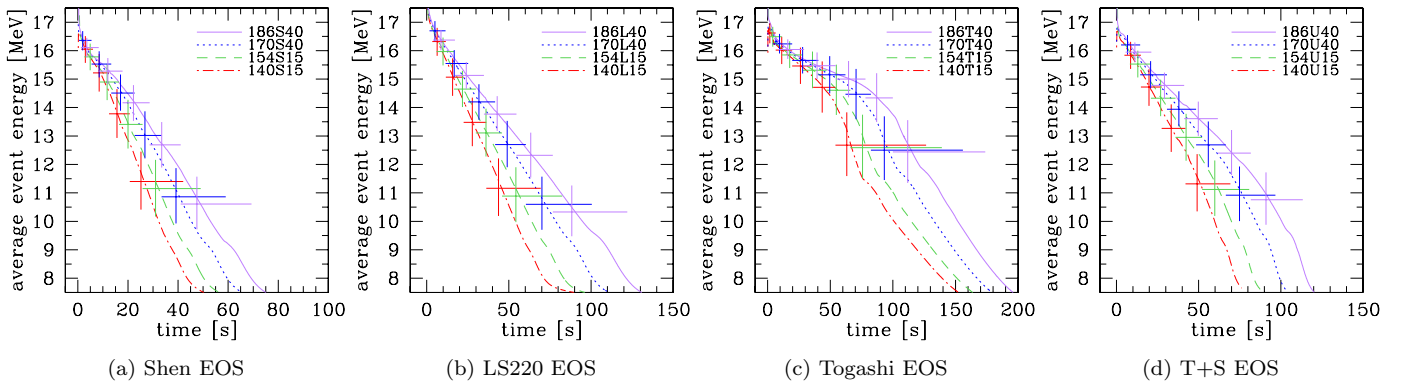 average event energy [MeV]
17
16
15
14
13
12
11
10
9
8
186S40
170S40
154S15
140S15
0 20 40 60 80 100
time [s]
(a) Shen EOS
average event energy [MeV]
17
16
15
14
13
12
11
10
9
8
186L40
170L40
154L15
140L15
0 50 100 150
time [s]
(b) LS220 EOS
average event energy [MeV]
17
16
15
14
13
12
11
10
9
8
186T40
170T40
154T15
140T15
0 50 100 150 200
time [s]
(c) Togashi EOS
average event energy [MeV]
17
16
15
14
13
12
11
10
9
8
186U40
170U40
154U15
140U15
0 50 100 150
time [s]
(d) T+S EOS